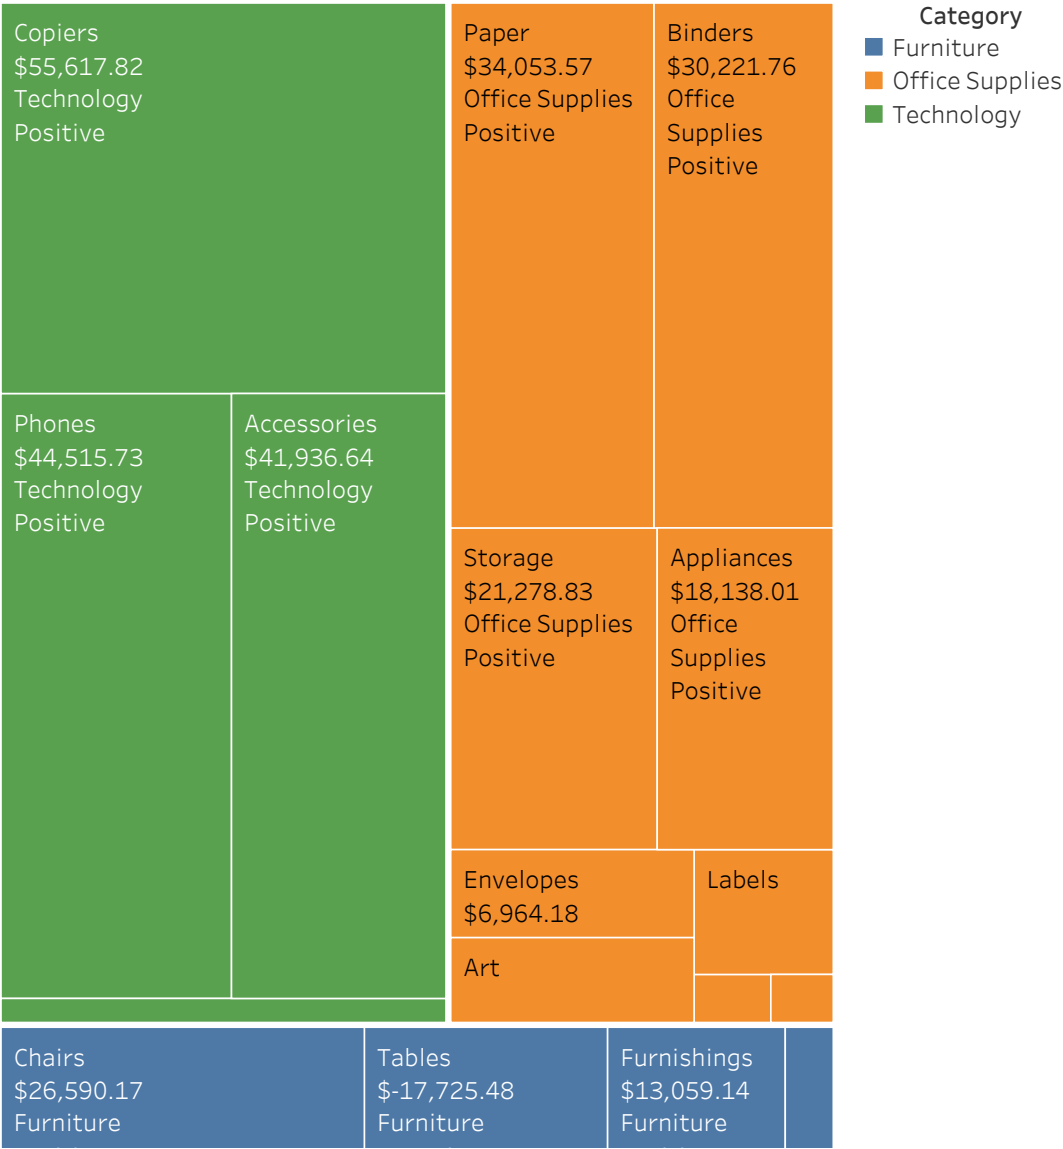 Copiers
$55,617.82
Technology
Positive
Paper
$34,053.57
Office Supplies
Positive
Binders
$30,221.76
Office
Supplies
Positive
Category
Furniture
Office Supplies
Technology
Phones
$44,515.73
Technology
Positive
Accessories
$41,936.64
Technology
Positive
Storage
$21,278.83
Office Supplies
Positive
Appliances
$18,138.01
Office
Supplies
Positive
Envelopes
$6,964.18
Labels
Art
Chairs
$26,590.17
Furniture
Tables
$-17,725.48
Furniture
Furnishings
$13,059.14
Furniture